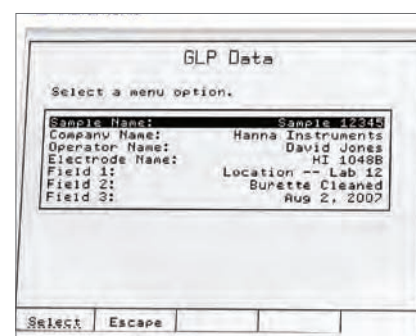 GLP Data
Select a menu option.
Sample Name: Sample 12345
Company Name: Hanna Instruments
Operator Name: David Jones
Electrode Name: HI 1048B
Field 1: Location -- Lab 12
Field 2: Burette Cleaned
Field 3: Aug 2, 2007
Select Escape